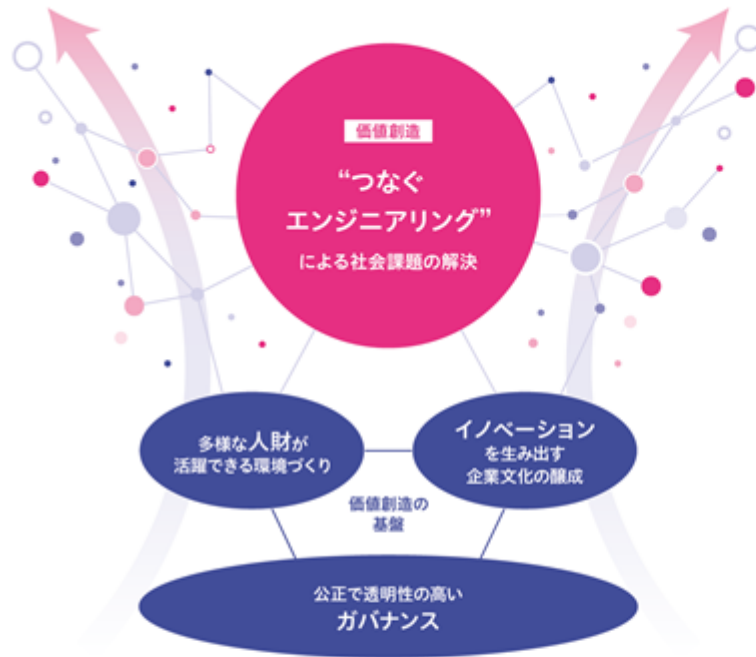 価値創造
“つなぐ
エンジニアリング”
による社会課題の解決
多様な人財が
活躍できる環境づくり
イノベーション
を生み出す
企業文化の醸成
価値創造の
基盤
公正で透明性の高い
ガバナンス